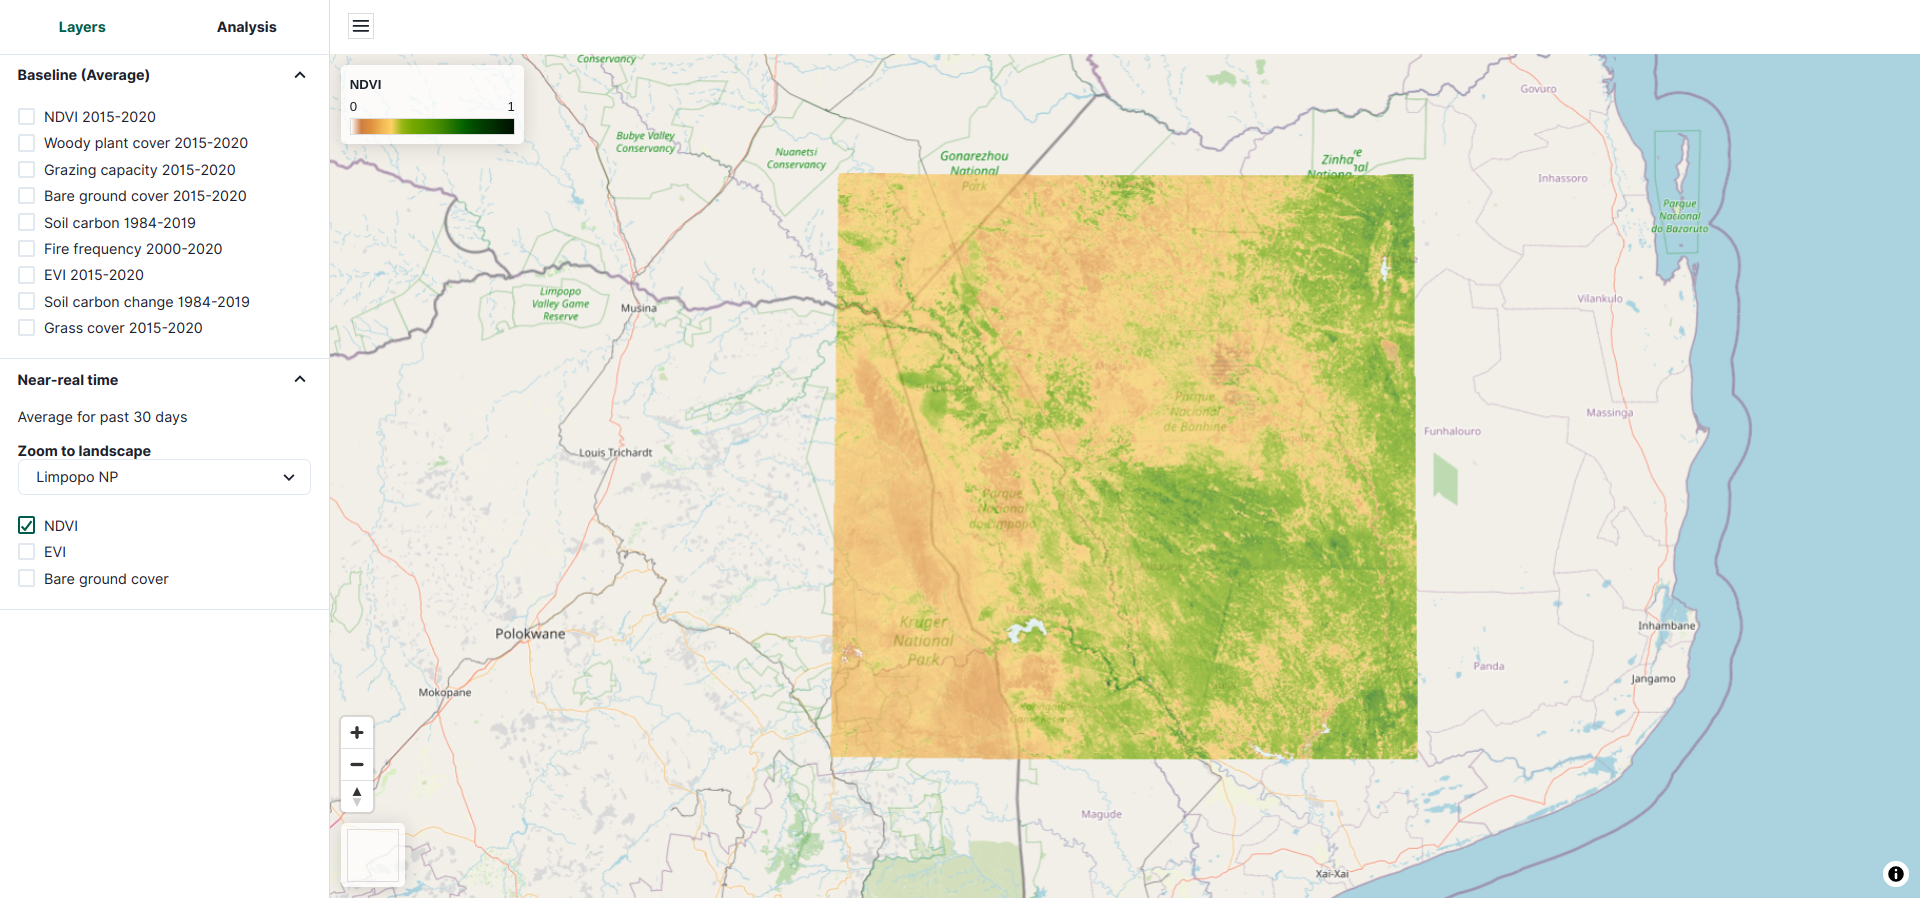 Layers
Analysis
Baseline (Average)
NDVI 2015-2020
Woody plant cover 2015-2020
Grazing capacity 2015-2020
Bare ground cover 2015-2020
Soil carbon 1984-2019
Fire frequency 2000-2020
EVI 2015-2020
Soil carbon change 1984-2019
Grass cover 2015-2020
Near-real time
Average for past 30 days
Zoom to landscape
Limpopo NP
NDVI
EVI
Bare ground cover
NDVI
0
1
Conservancy
Bubye Valley
Conservancy
Nuanetsi
Conservancy
Gonarezhou
National
Park
Govuro
Inhassoro
Parque
Nacional
do Bazaruto
Limpopo
Valley Game
Reserve
Musina
Vilankulo
Parque
Nacional
de Banhine
Massinga
Funhalouro
Louis Trichardt
Parque
Nacional
do Limpopo
Polokwane
Kruger
National
Park
Inhambane
Panda
Jangamo
Mokopane
Magude
Xai-Xai